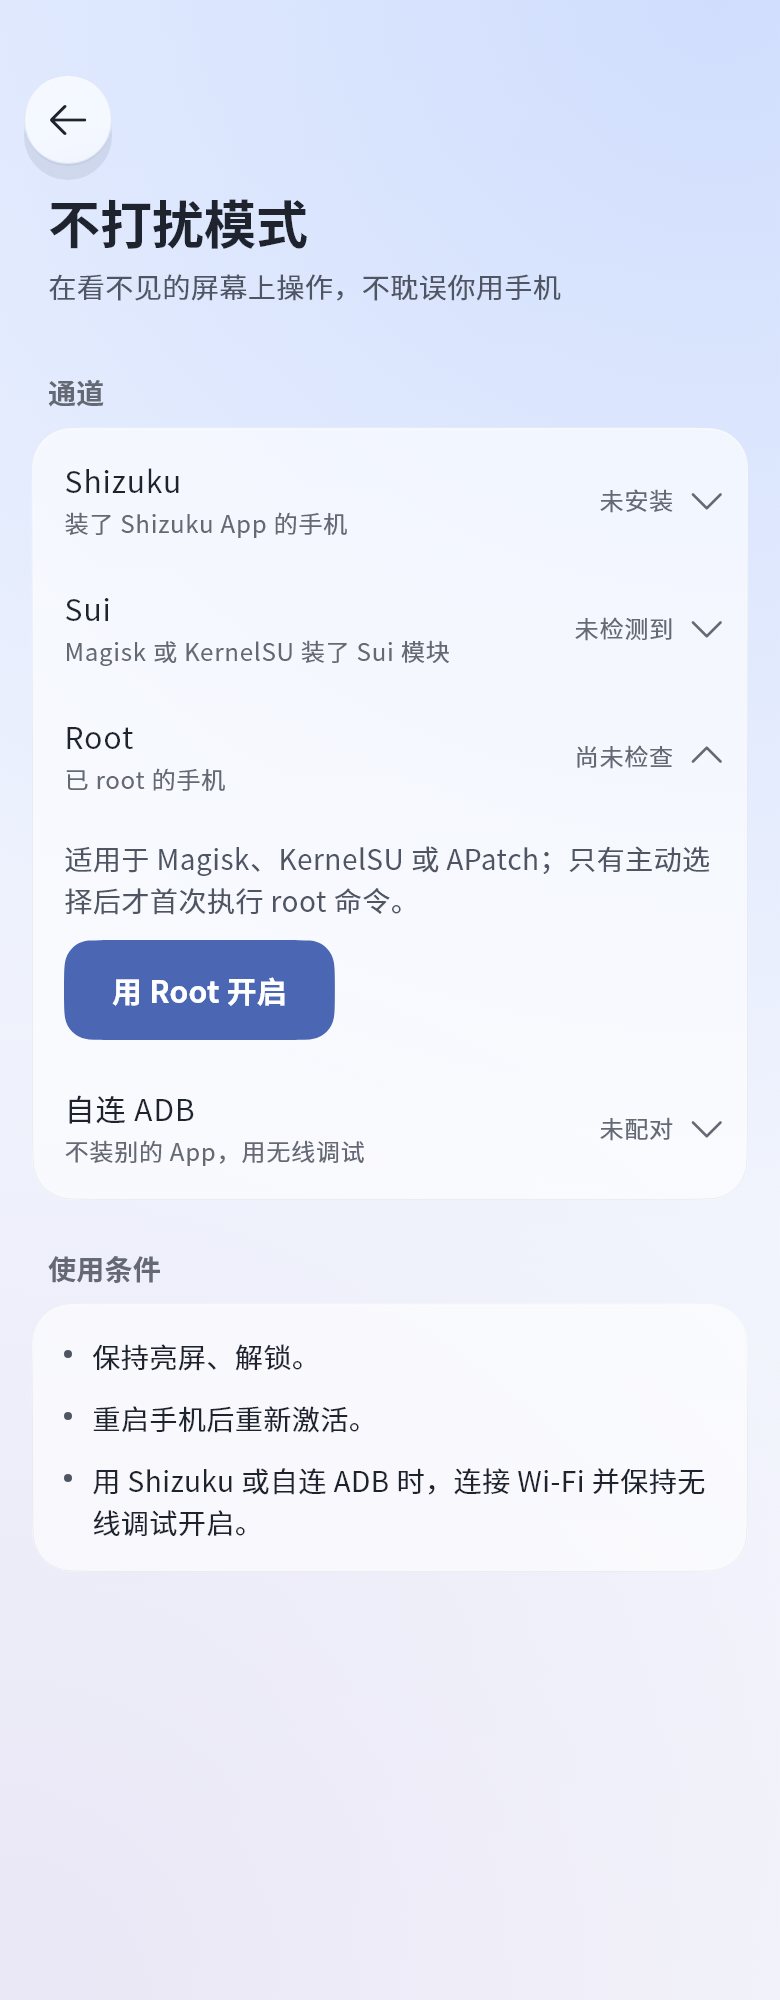 不打扰模式
在看不见的屏幕上操作，不耽误你用手机
通道
Shizuku
未安装
装了 Shizuku App 的手机
Sui
未检测到
Magisk 或 KernelSU 装了 Sui 模块
Root
尚未检查
已 root 的手机
适用于 Magisk、KernelSU 或 APatch；只有主动选
择后才首次执行 root 命令。
用 Root 开启
自连 ADB
未配对
不装别的 App，用无线调试
使用条件
• 保持亮屏、解锁。
• 重启手机后重新激活。
• 用 Shizuku 或自连 ADB 时，连接 Wi-Fi 并保持无
线调试开启。